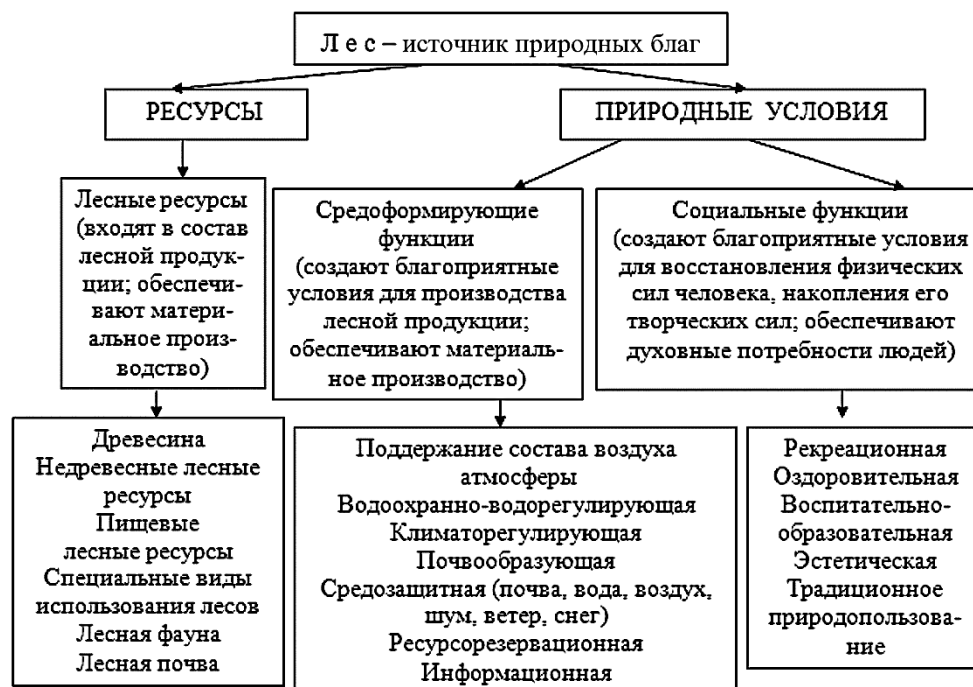 Л е с – источник природных благ
РЕСУРСЫ
ПРИРОДНЫЕ УСЛОВИЯ
Лесные ресурсы
(входят в состав
лесной продук-
ции; обеспечи-
вают матери-
альное произ-
водство)
Средоформирующие
функции
(создают благоприятные
условия для производства
лесной продукции;
обеспечивают материаль-
ное производство)
Социальные функции
(создают благоприятные условия
для восстановления физических
сил человека, накопления его
творческих сил; обеспечивают
духовные потребности людей)
Древесина
Недревесные лесные
ресурсы
Пищевые
лесные ресурсы
Специальные виды
использования лесов
Лесная фауна
Лесная почва
Поддержание состава воздуха
атмосферы
Водоохранно-водорегулирующая
Климаторегулирующая
Почвообразующая
Средозащитная (почва, вода, воздух,
шум, ветер, снег)
Ресурсорезервационная
Информационная
Рекреационная
Оздоровительная
Воспитательно-
образовательная
Эстетическая
Традиционное
природопользова-
ние